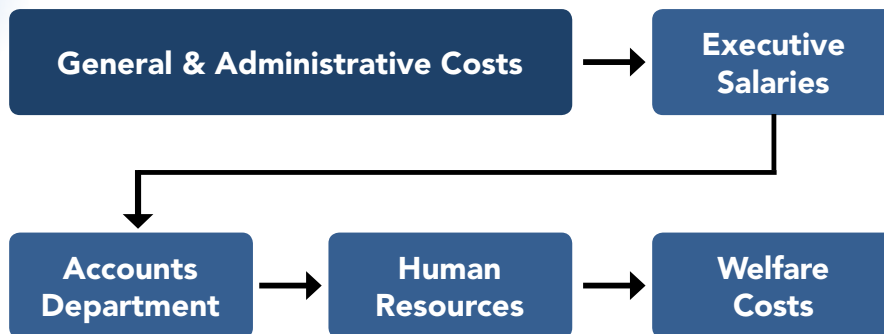 General & Administrative Costs
Executive
Salaries
Accounts
Department
Human
Resources
Welfare
Costs